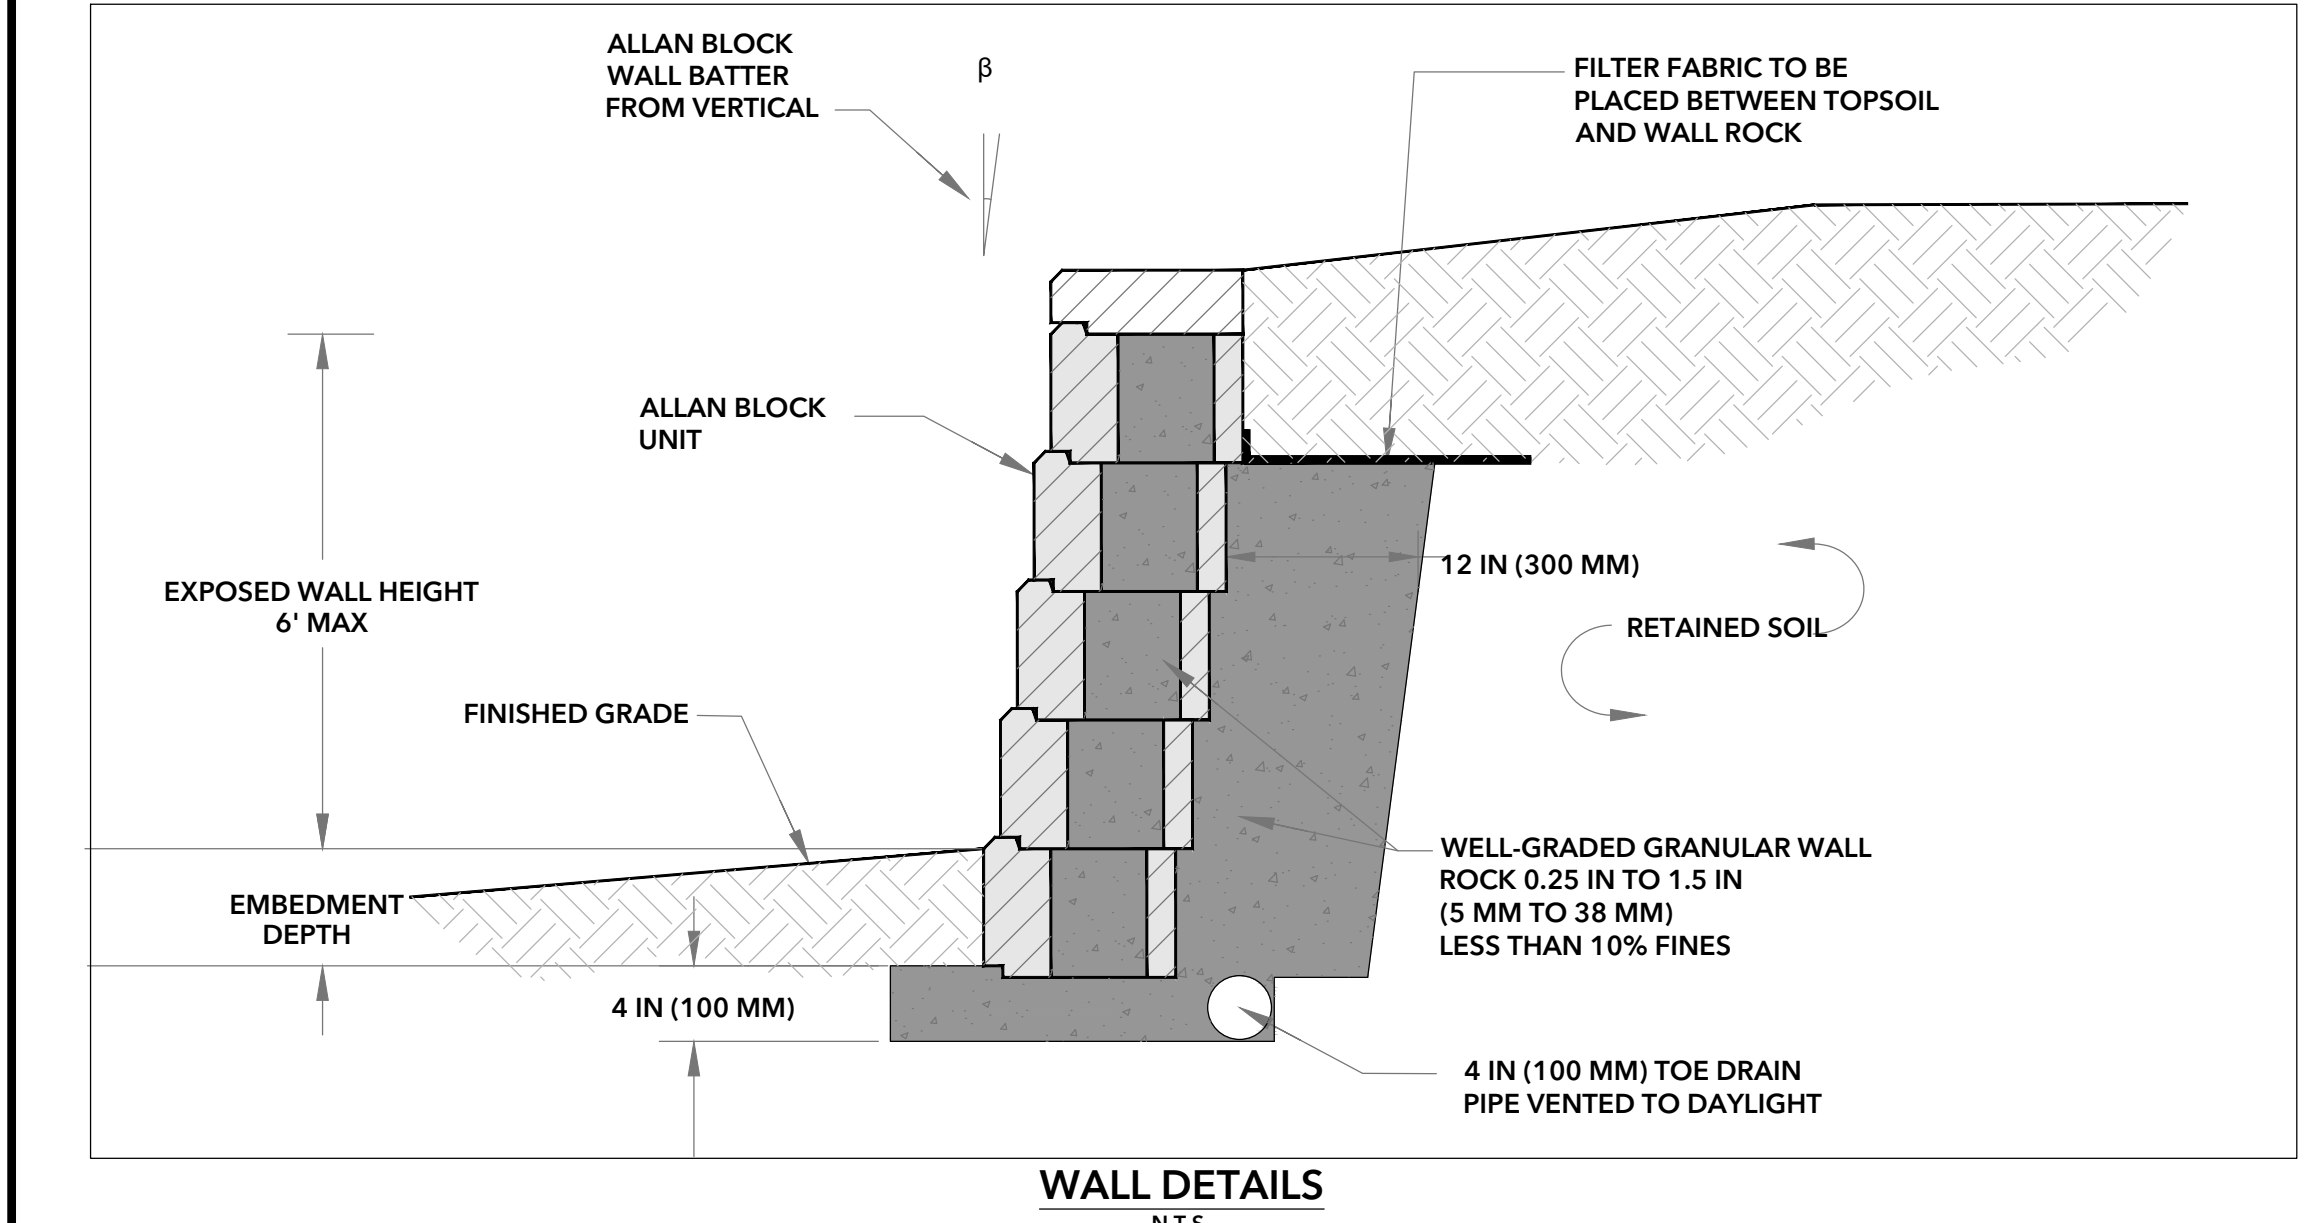 ALLAN BLOCK
WALL BATTER
FROM VERTICAL
β
FILTER FABRIC TO BE
PLACED BETWEEN TOPSOIL
AND WALL ROCK
ALLAN BLOCK
UNIT
12 IN (300 MM)
EXPOSED WALL HEIGHT
6' MAX
RETAINED SOIL
FINISHED GRADE
WELL-GRADED GRANULAR WALL
ROCK 0.25 IN TO 1.5 IN
(5 MM TO 38 MM)
LESS THAN 10% FINES
EMBEDMENT
DEPTH
4 IN (100 MM)
4 IN (100 MM) TOE DRAIN
PIPE VENTED TO DAYLIGHT
WALL DETAILS
N.T.S.